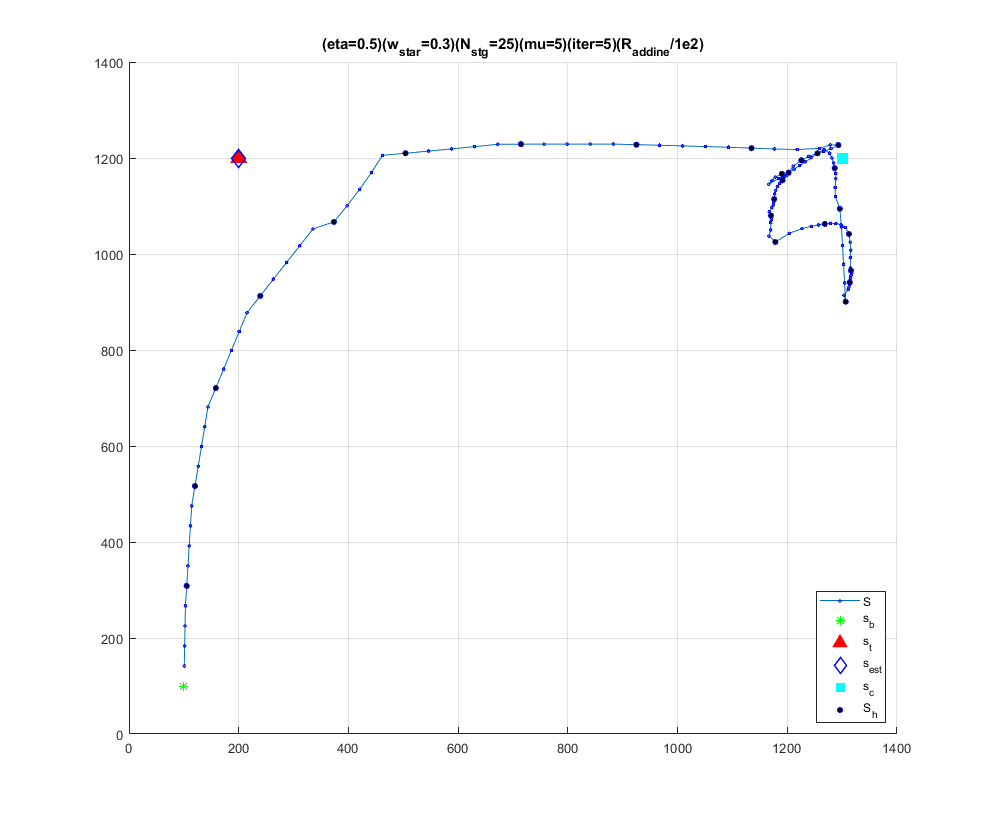 (eta=0.5)(w_star=0.3)(N_stg=25)(mu=5)(iter=5)(R_addine/1e2)
1400
1200
1000
800
600
400
200
0
0 200 400 600 800 1000 1200 1400
S
s_b
s_t
s_est
s_c
S_h